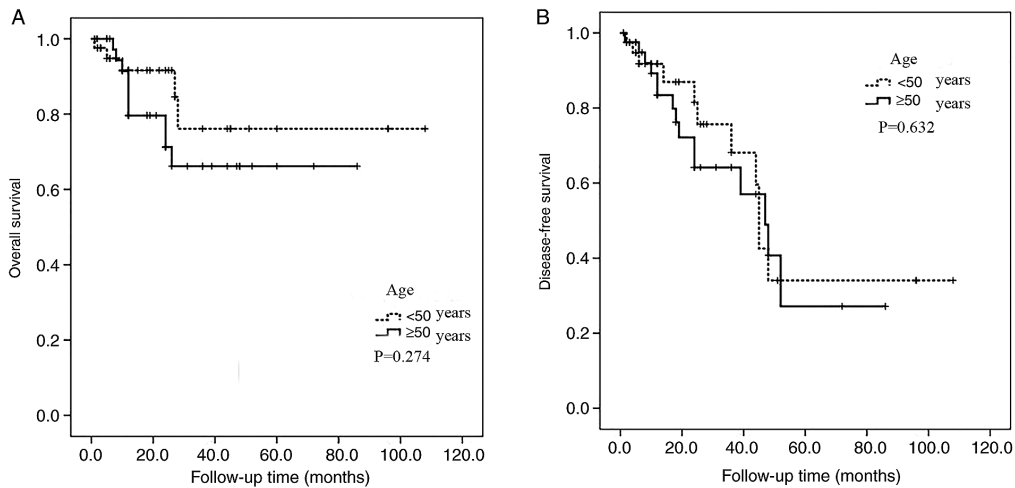 A
Overall survival
1.0
0.8
0.6
0.4
0.2
0.0
Age
<50 years
≥50 years
P=0.274
0.0 20.0 40.0 60.0 80.0 100.0 120.0
Follow-up time (months)
B
Disease-free survival
1.0
0.8
0.6
0.4
0.2
0.0
Age
<50 years
≥50 years
P=0.632
0.0 20.0 40.0 60.0 80.0 100.0 120.0
Follow-up time (months)